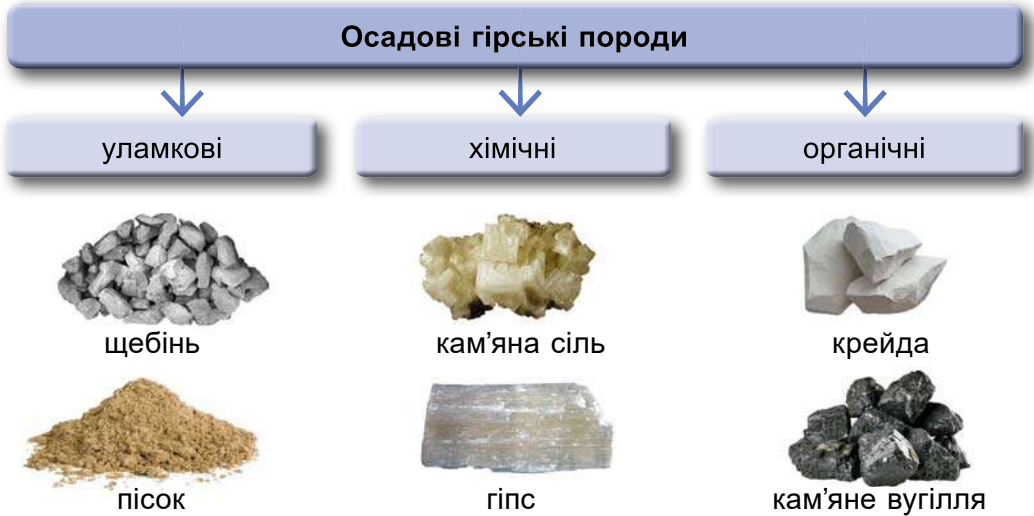 Осадові гірські породи
уламкові
хімічні
органічні
щебінь
кам’яна сіль
крейда
пісок
гіпс
кам’яне вугілля